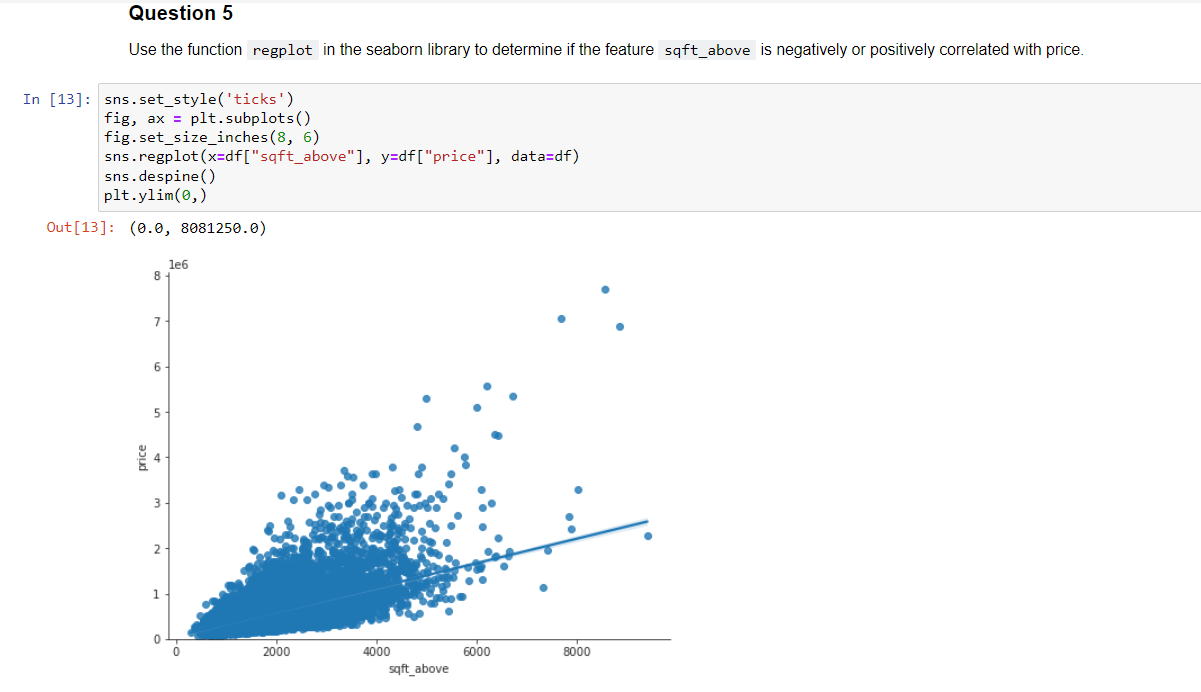 Question 5
Use the function regplot in the seaborn library to determine if the feature sqft_above is negatively or positively correlated with price.
In [13]: sns.set_style('ticks')
fig, ax = plt.subplots()
fig.set_size_inches(8, 6)
sns.regplot(x=df["sqft_above"], y=df["price"], data=df)
sns.despine()
plt.ylim(0,)
Out[13]: (0.0, 8081250.0)
1e6
8
7
6
5
price
4
3
2
1
0
0 2000 4000 6000 8000
sqft_above